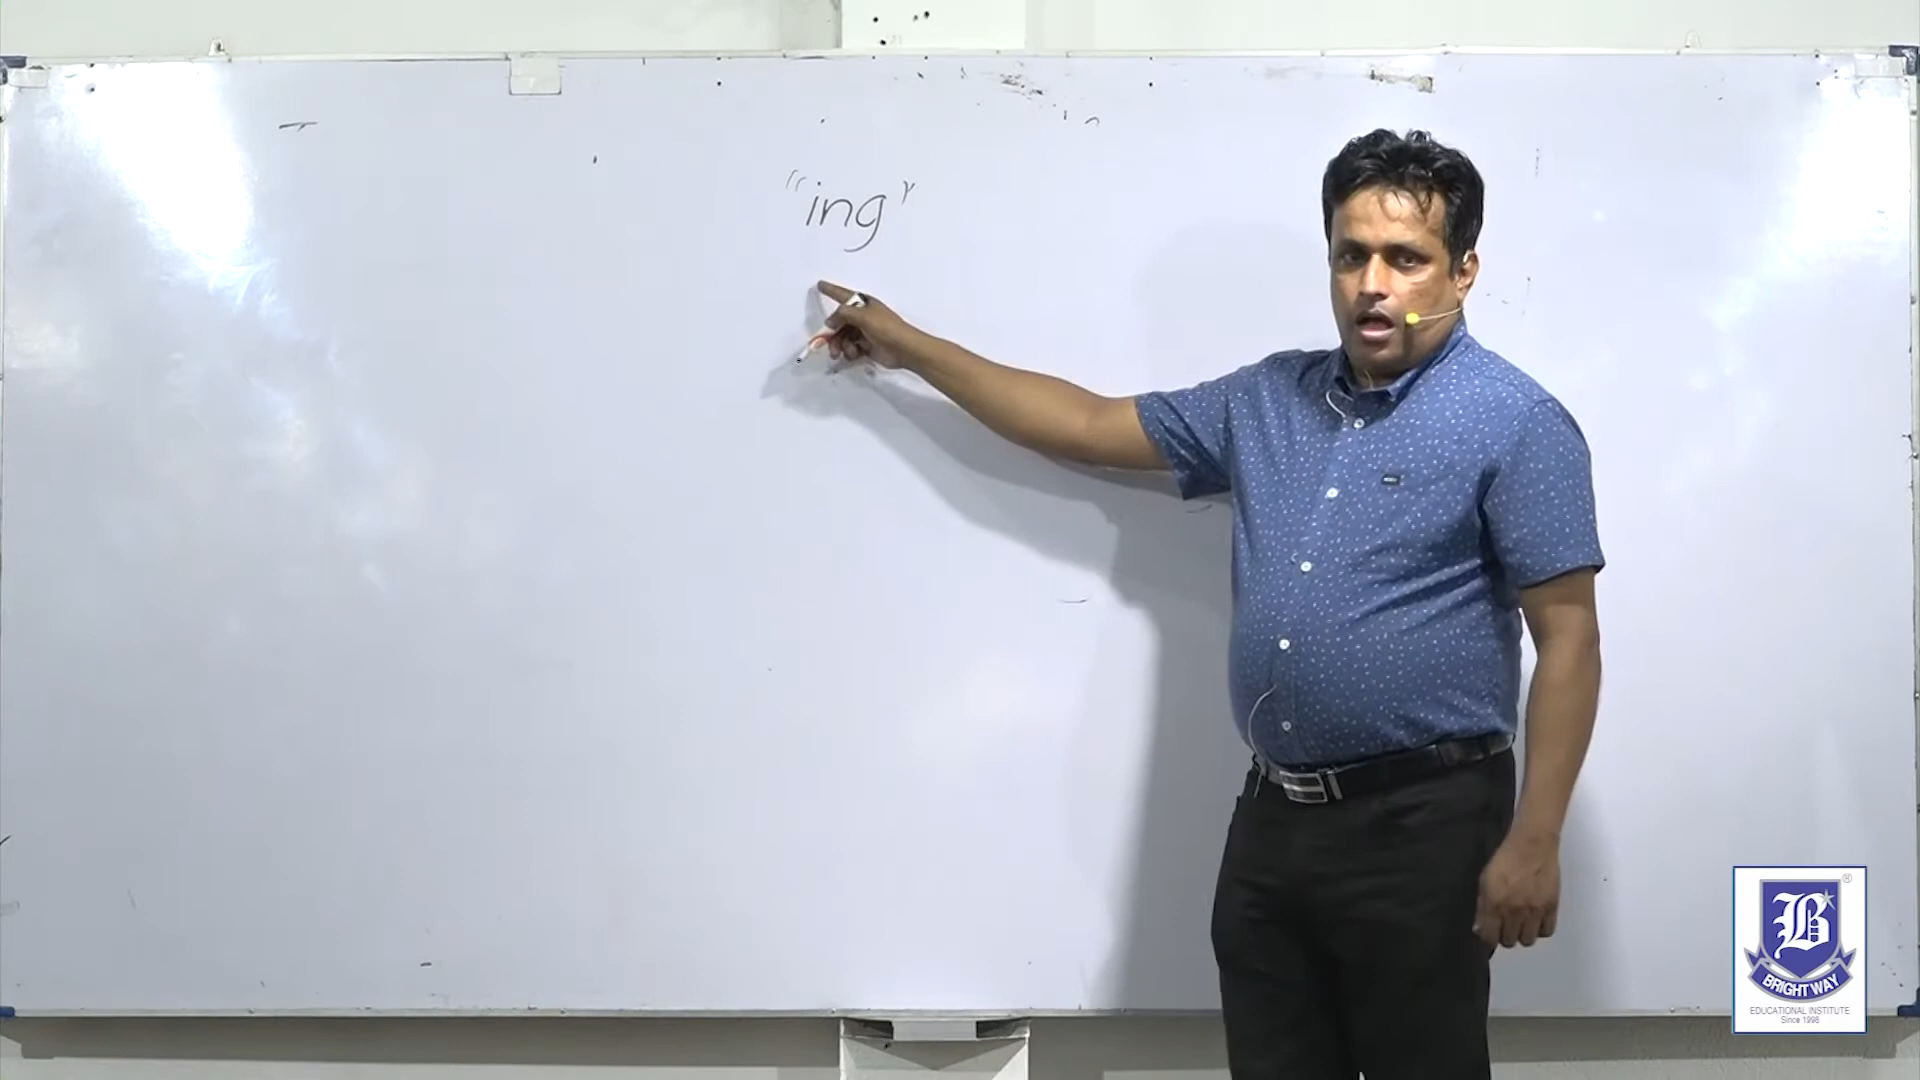 "ing"
B
®
BRIGHT WAY
EDUCATIONAL INSTITUTE
Since 1998